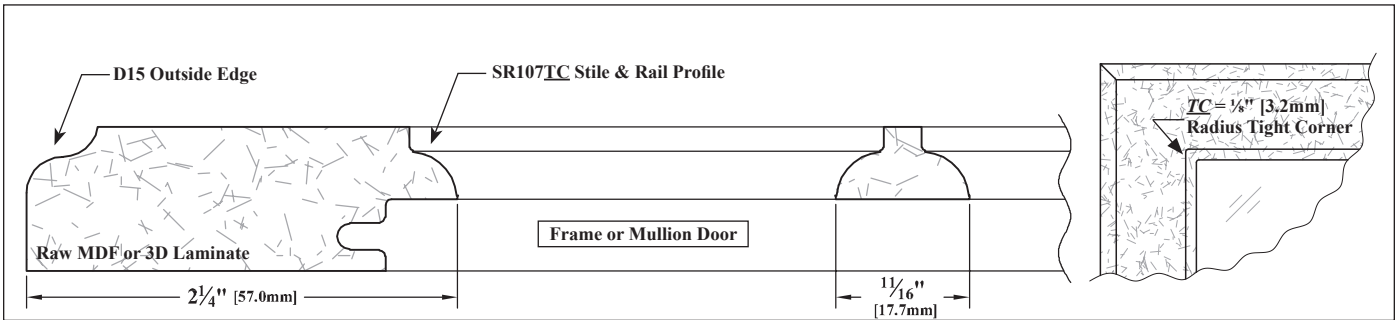 D15 Outside Edge
SR107TC Stile & Rail Profile
TC = ⅛" [3.2mm]
Radius Tight Corner
Frame or Mullion Door
Raw MDF or 3D Laminate
2¼" [57.0mm]
11/16"
[17.7mm]